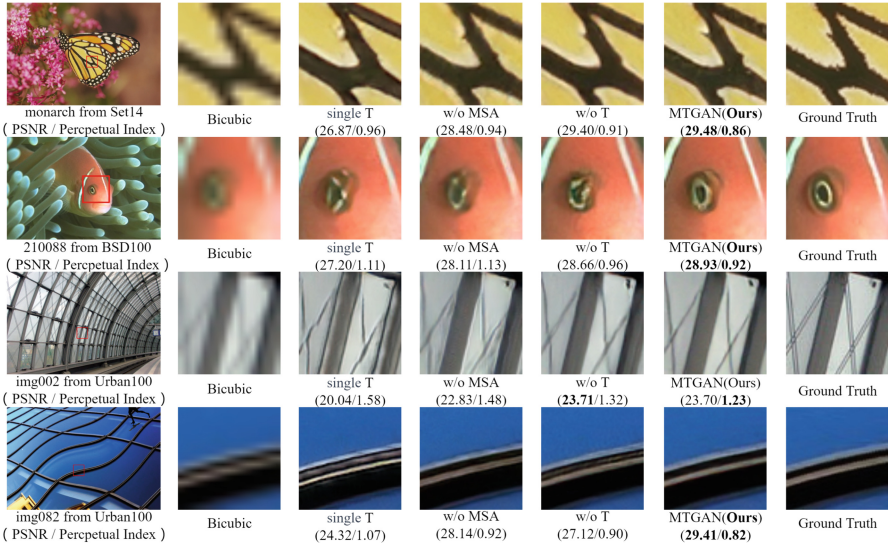 monarch from Set14
( PSNR / Percpetual Index )
Bicubic
single T
(26.87/0.96)
w/o MSA
(28.48/0.94)
w/o T
(29.40/0.91)
MTGAN(Ours)
(29.48/0.86)
Ground Truth
210088 from BSD100
( PSNR / Percpetual Index )
Bicubic
single T
(27.20/1.11)
w/o MSA
(28.11/1.13)
w/o T
(28.66/0.96)
MTGAN(Ours)
(28.93/0.92)
Ground Truth
img002 from Urban100
( PSNR / Percpetual Index )
Bicubic
single T
(20.04/1.58)
w/o MSA
(22.83/1.48)
w/o T
(23.71/1.32)
MTGAN(Ours)
(23.70/1.23)
Ground Truth
img082 from Urban100
( PSNR / Percpetual Index )
Bicubic
single T
(24.32/1.07)
w/o MSA
(28.14/0.92)
w/o T
(27.12/0.90)
MTGAN(Ours)
(29.41/0.82)
Ground Truth